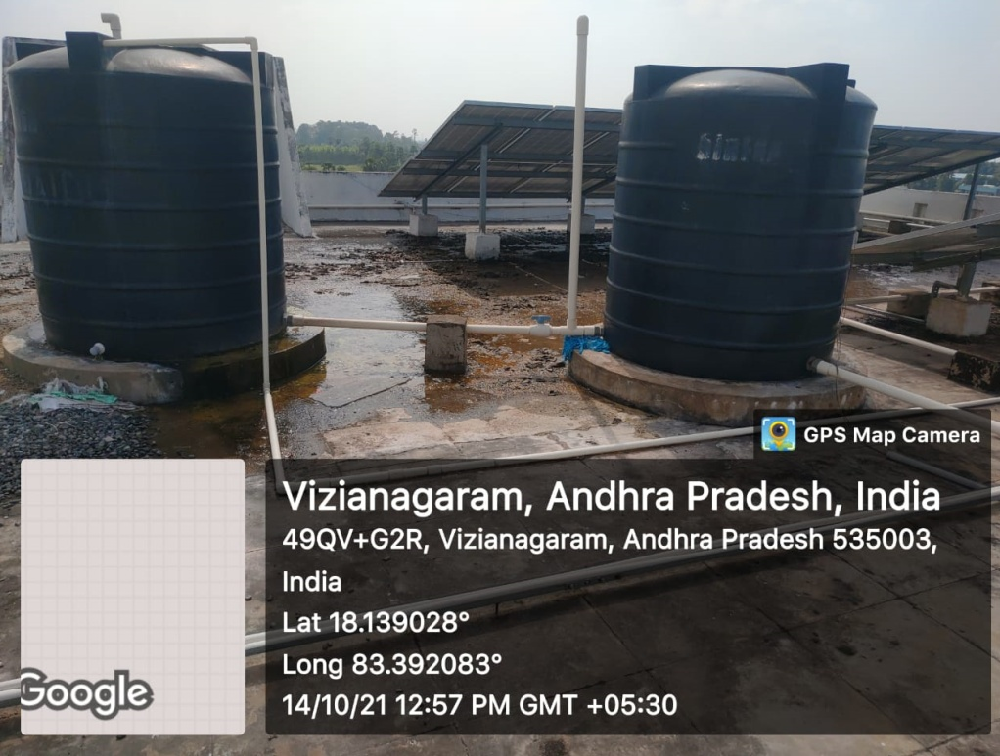 GPS Map Camera
Vizianagaram, Andhra Pradesh, India
49QV+G2R, Vizianagaram, Andhra Pradesh 535003,
India
Lat 18.139028°
Long 83.392083°
14/10/21 12:57 PM GMT +05:30
Google